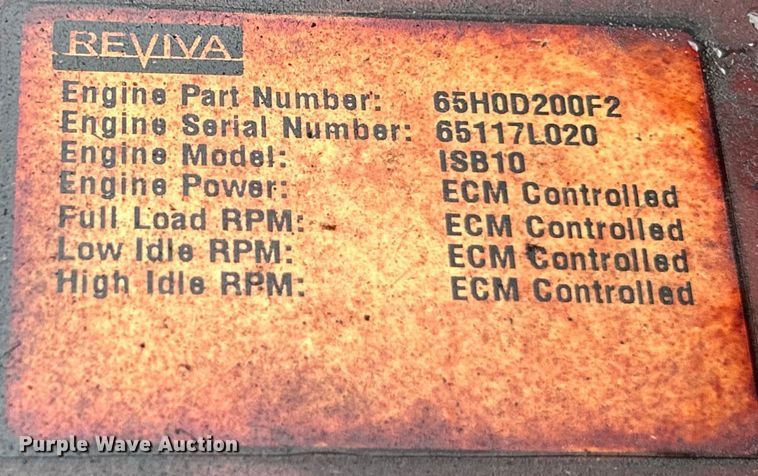 REVIVA
Engine Part Number: 65H0D200F2
Engine Serial Number: 65117L020
Engine Model: ISB10
Engine Power: ECM Controlled
Full Load RPM: ECM Controlled
Low Idle RPM: ECM Controlled
High Idle RPM: ECM Controlled
Purple Wave Auction